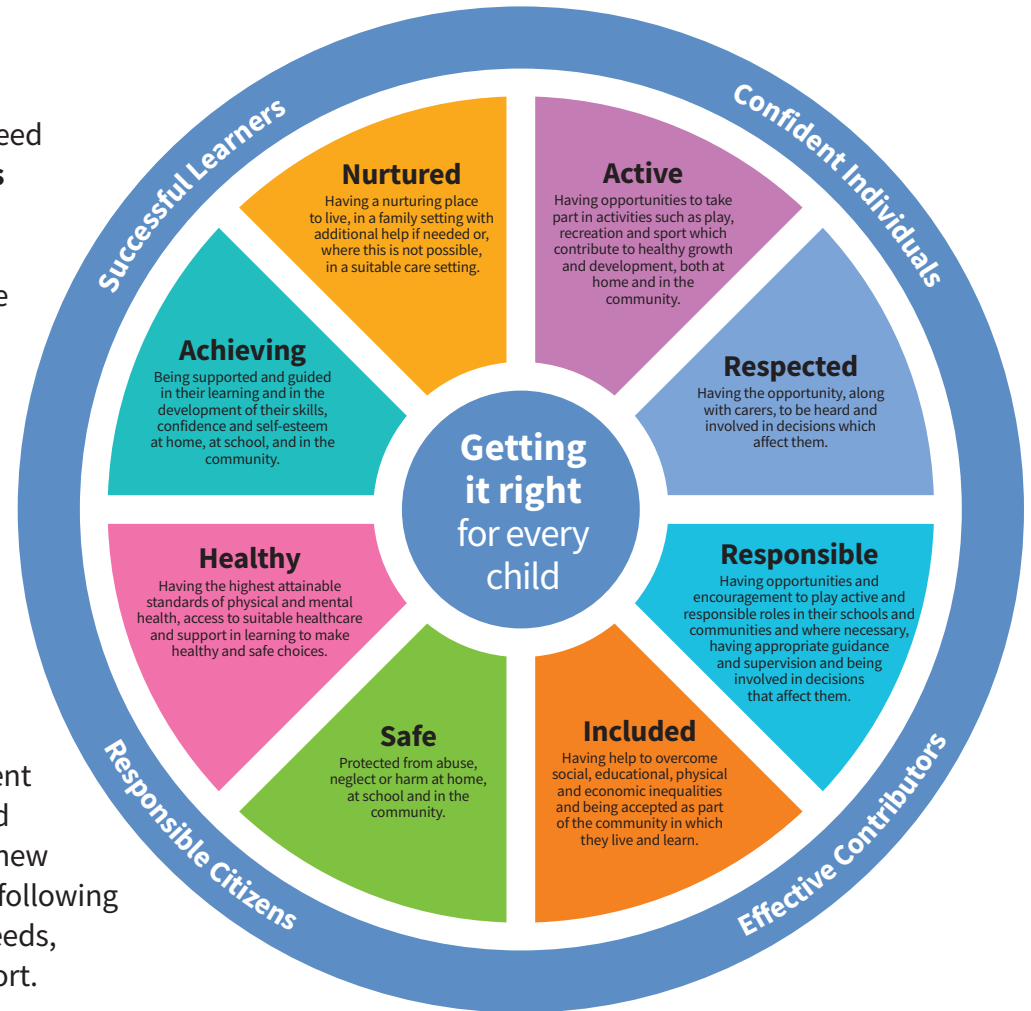 eed
s
e
ent
d
new
following
eeds,
ort.
Successful Learners
Confident Individuals
Nurtured
Having a nurturing place
to live, in a family setting with
additional help if needed or,
where this is not possible,
in a suitable care setting.
Active
Having opportunities to take
part in activities such as play,
recreation and sport which
contribute to healthy growth
and development, both at
home and in the
community.
Achieving
Being supported and guided
in their learning and in the
development of their skills,
confidence and self-esteem
at home, at school, and in the
community.
Respected
Having the opportunity, along
with carers, to be heard and
involved in decisions which
affect them.
Getting
it right
for every
child
Healthy
Having the highest attainable
standards of physical and mental
health, access to suitable healthcare
and support in learning to make
healthy and safe choices.
Responsible
Having opportunities and
encouragement to play active and
responsible roles in their schools and
communities and where necessary,
having appropriate guidance
and supervision and being
involved in decisions
that affect them.
Safe
Protected from abuse,
neglect or harm at home,
at school and in the
community.
Included
Having help to overcome
social, educational, physical
and economic inequalities
and being accepted as part
of the community in which
they live and learn.
Responsible Citizens
Effective Contributors